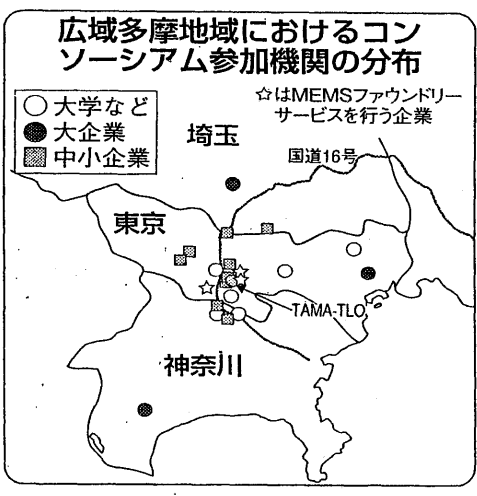 広域多摩地域におけるコン
ソーシアム参加機関の分布
○大学など
●大企業
■中小企業
☆はMEMSファウンドリー
サービスを行う企業
埼玉
国道16号
東京
TAMA-TLO
神奈川